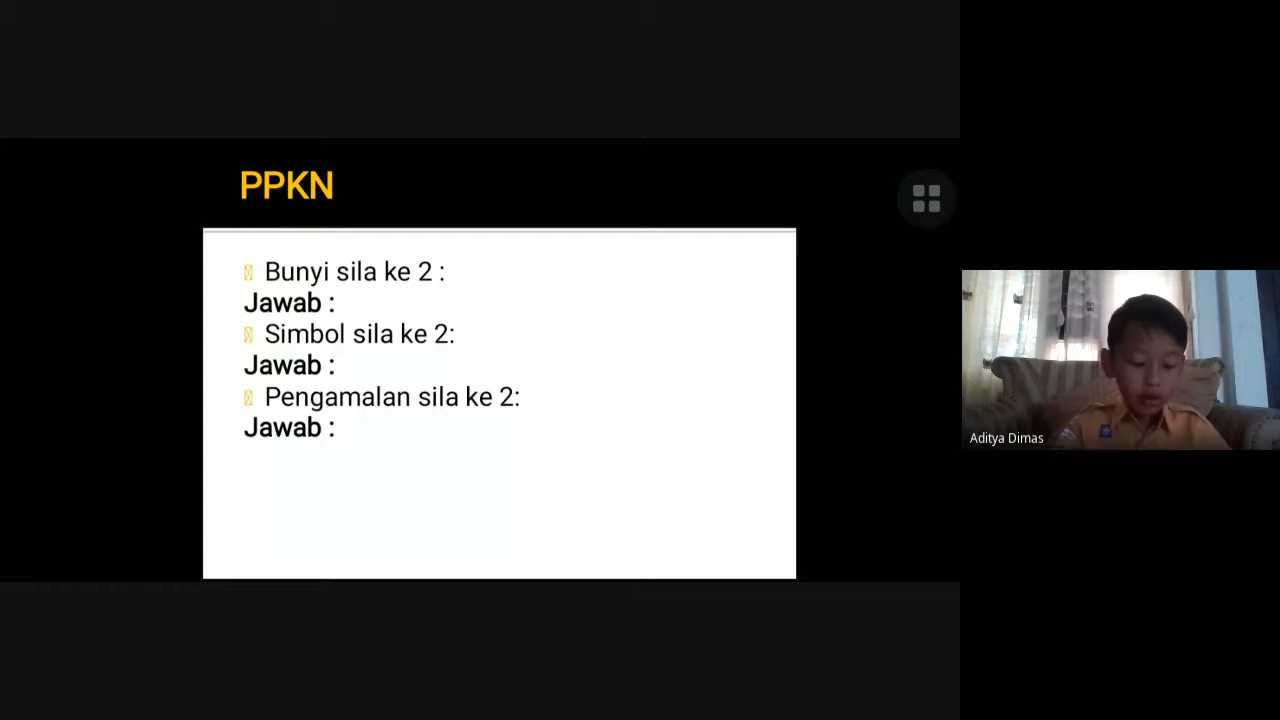 PPKN
Bunyi sila ke 2 :
Jawab :
Simbol sila ke 2:
Jawab :
Pengamalan sila ke 2:
Jawab :
Aditya Dimas